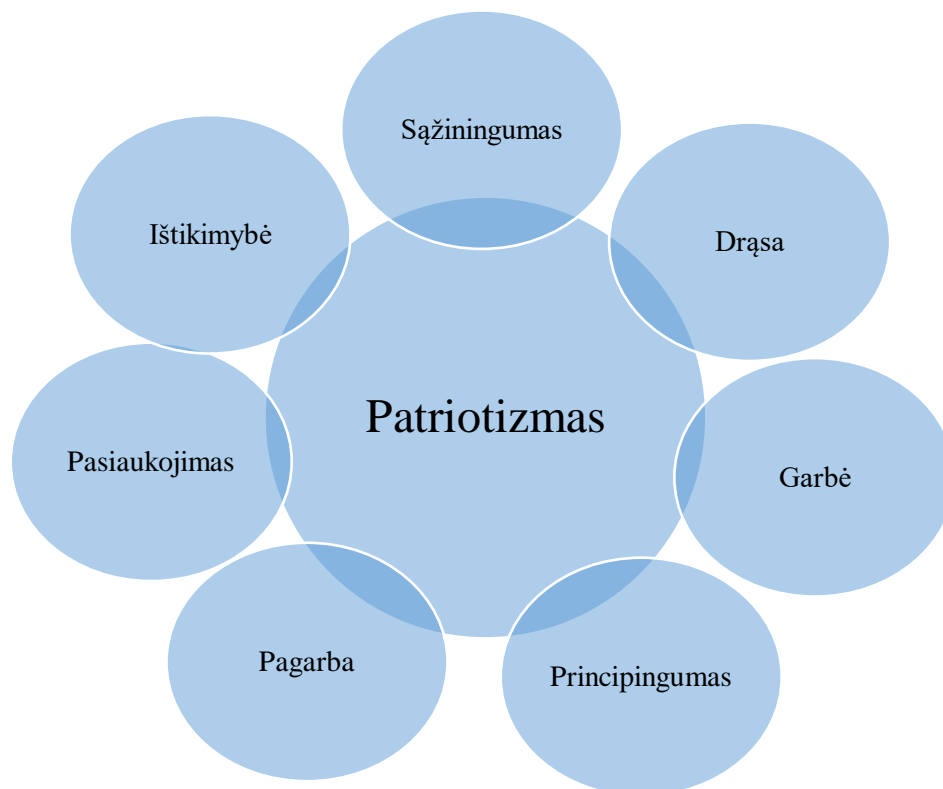 Sąžiningumas
Ištikimybė
Drąsa
Patriotizmas
Pasiaukojimas
Garbė
Pagarba
Principingumas